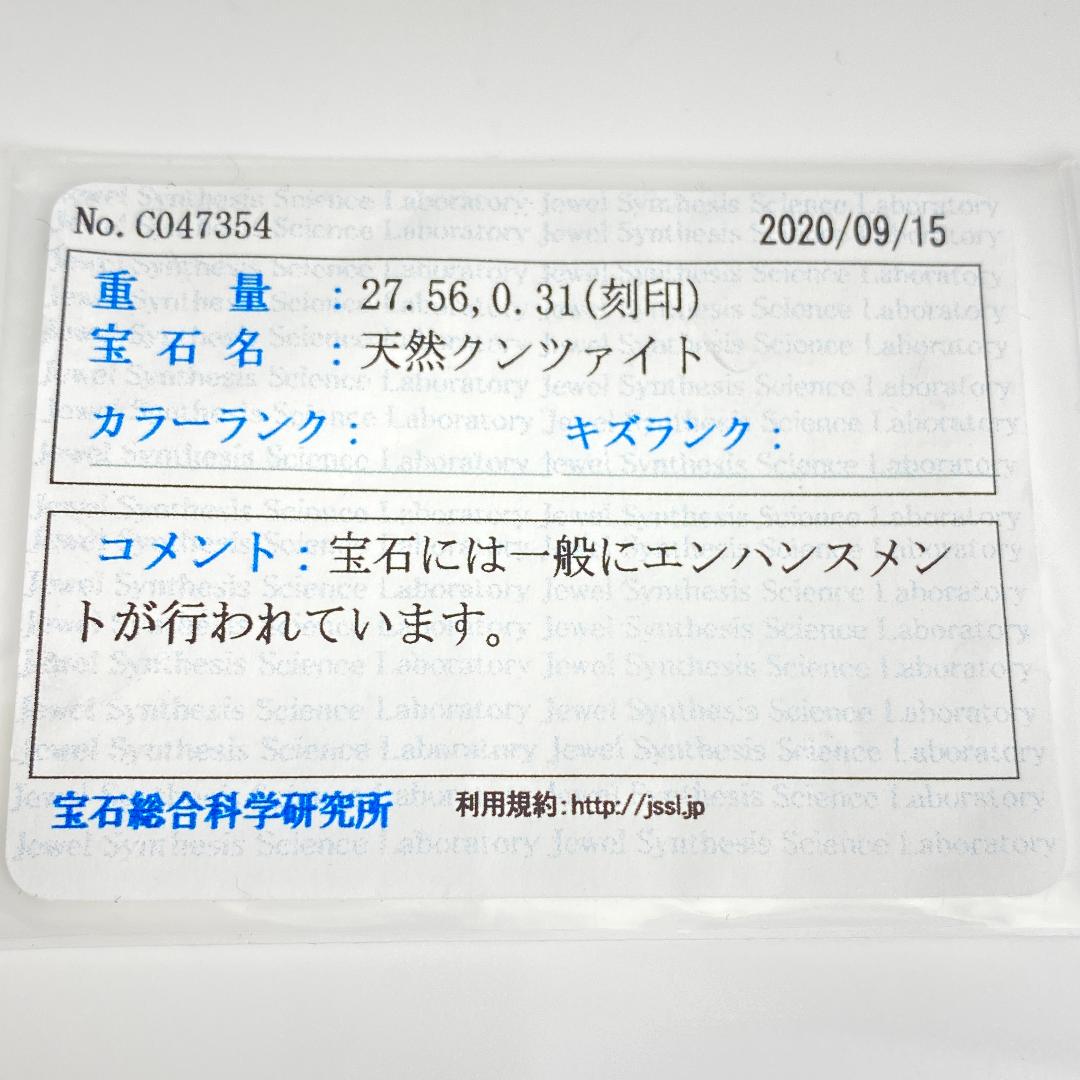 No. C047354 2020/09/15
重 量 : 27.56,0.31(刻印)
宝 石 名 : 天然クンツァイト
カラーランク : キズランク :
コメント : 宝石には一般にエンハンスメン
トが行われています。
宝石総合科学研究所 利用規約:http://jssl.jp
Jewel Synthesis Science Laboratory